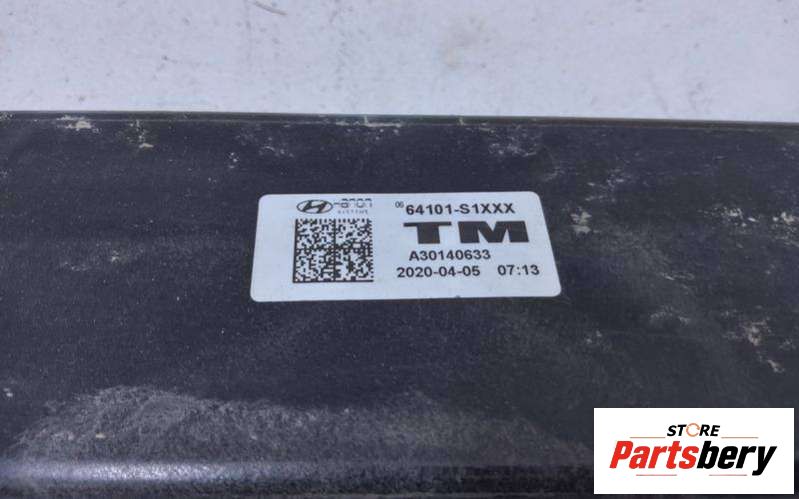 06 64101-S1XXX
TM
A30140633
2020-04-05 07:13
STORE
Partsbery